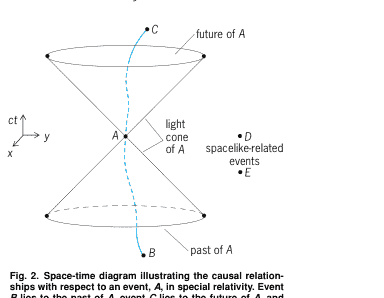 C
future of A
ct
y
x
A
light
cone
of A
D
spacelike-related
events
E
B
past of A
Fig. 2. Space-time diagram illustrating the causal relation-
ships with respect to an event, A, in special relativity. Event
B lies to the past of A, event C lies to the future of A, and